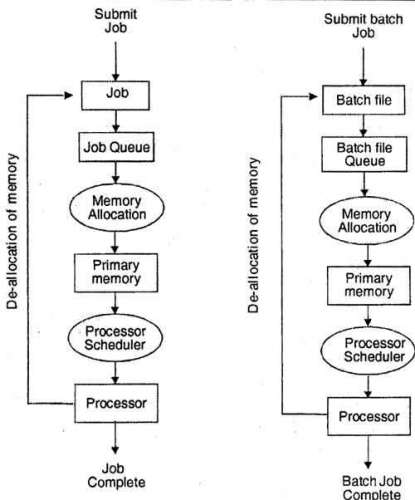 Submit
Job
Job
Job Queue
Memory
Allocation
Primary
memory
Processor
Scheduler
Processor
Job
Complete
De-allocation of memory
Submit batch
Job
Batch file
Batch file
Queue
Memory
Allocation
Primary
memory
Processor
Scheduler
Processor
Batch Job
Complete
De-allocation of memory